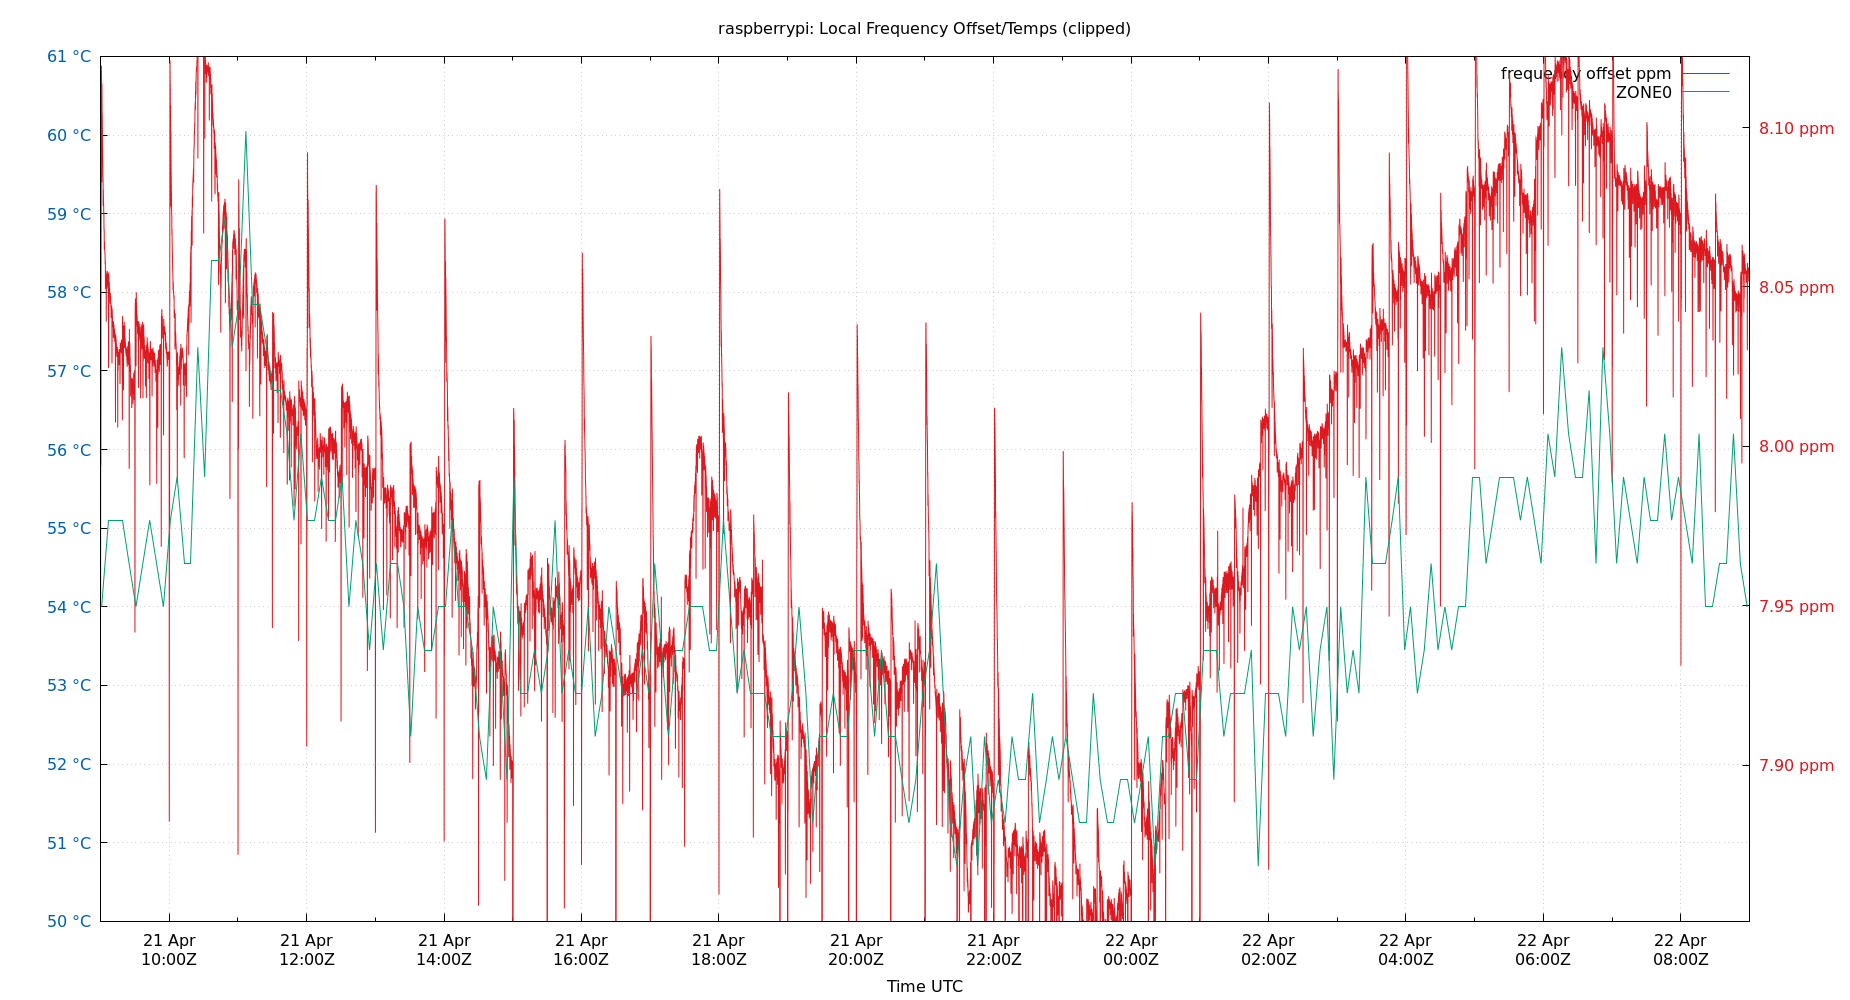 raspberrypi: Local Frequency Offset/Temps (clipped)
61 °C
60 °C
59 °C
58 °C
57 °C
56 °C
55 °C
54 °C
53 °C
52 °C
51 °C
50 °C
frequency offset ppm
ZONE0
8.10 ppm
8.05 ppm
8.00 ppm
7.95 ppm
7.90 ppm
21 Apr 21 Apr 21 Apr 21 Apr 21 Apr 21 Apr 21 Apr 22 Apr 22 Apr 22 Apr 22 Apr 22 Apr
10:00Z 12:00Z 14:00Z 16:00Z 18:00Z 20:00Z 22:00Z 00:00Z 02:00Z 04:00Z 06:00Z 08:00Z
Time UTC